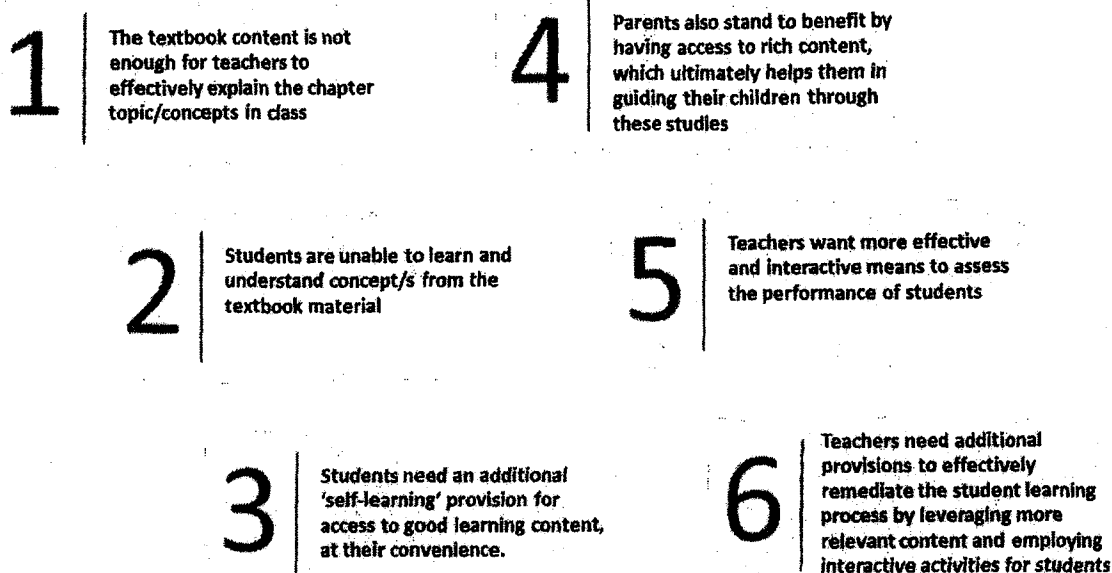 1
The textbook content is not
enough for teachers to
effectively explain the chapter
topic/concepts in class
2
Students are unable to learn and
understand concept/s from the
textbook material
3
Students need an additional
'self-learning' provision for
access to good learning content,
at their convenience.
4
Parents also stand to benefit by
having access to rich content,
which ultimately helps them in
guiding their children through
these studies
5
Teachers want more effective
and interactive means to assess
the performance of students
6
Teachers need additional
provisions to effectively
remediate the student learning
process by leveraging more
relevant content and employing
interactive activities for students